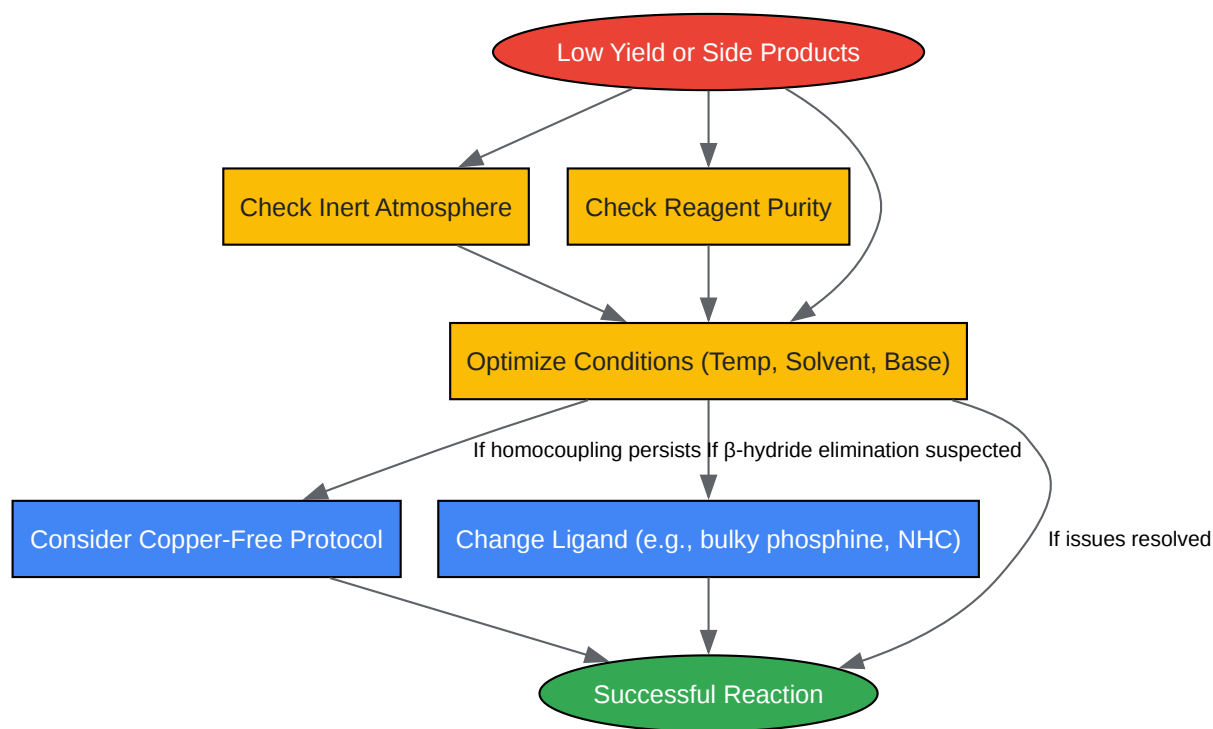 Low Yield or Side Products
Check Inert Atmosphere
Check Reagent Purity
Optimize Conditions (Temp, Solvent, Base)
If homocoupling persists
If β-hydride elimination suspected
Consider Copper-Free Protocol
Change Ligand (e.g., bulky phosphine, NHC)
If issues resolved
Successful Reaction